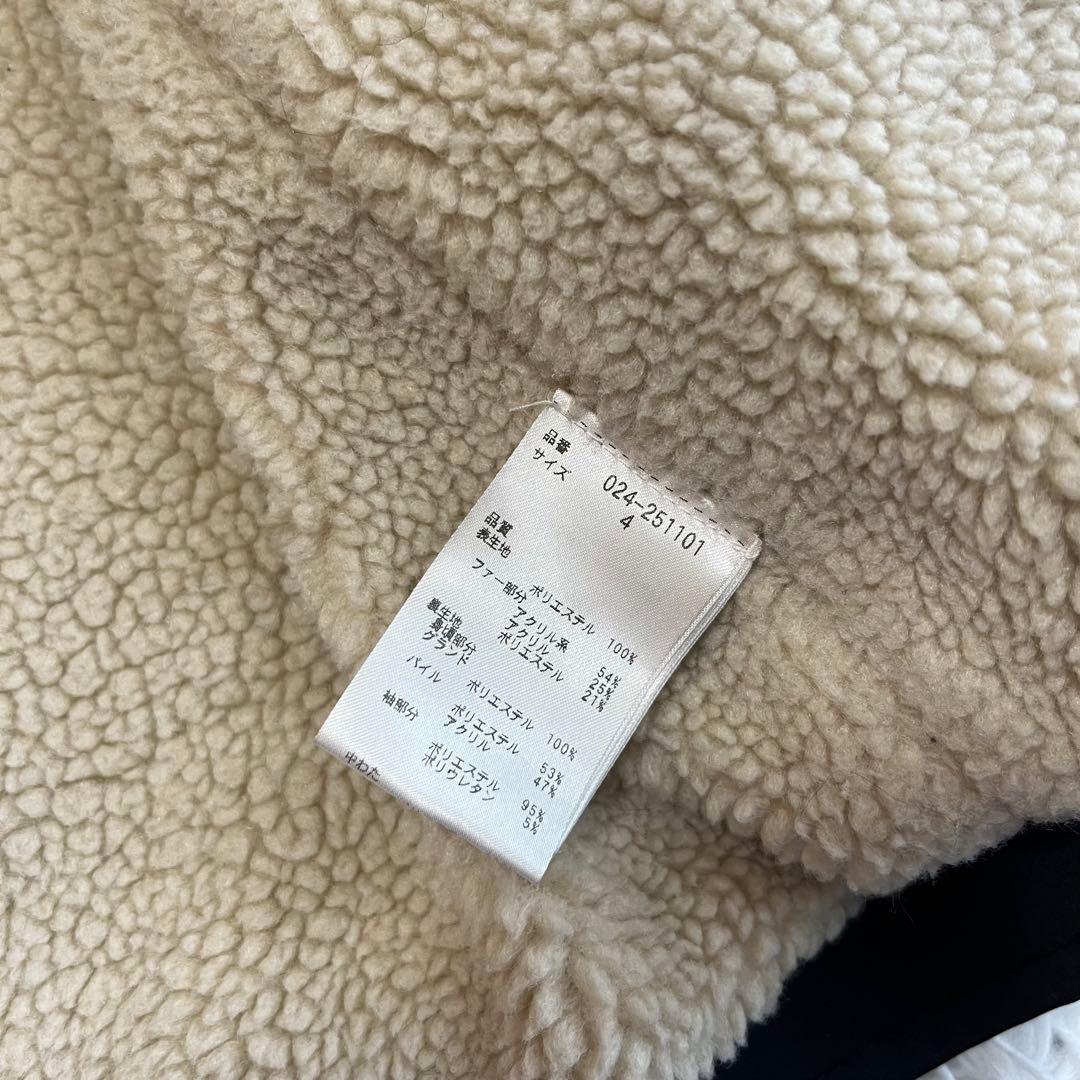 品番 024-251101
サイズ 4
品質
表生地 ポリエステル 100%
ファー部分 アクリル系 54%
アクリル 25%
ポリエステル 21%
裏生地
身頃部分
グランド ポリエステル 100%
パイル ポリエステル 53%
アクリル 47%
袖部分 ポリエステル 95%
ポリウレタン 5%
中わた